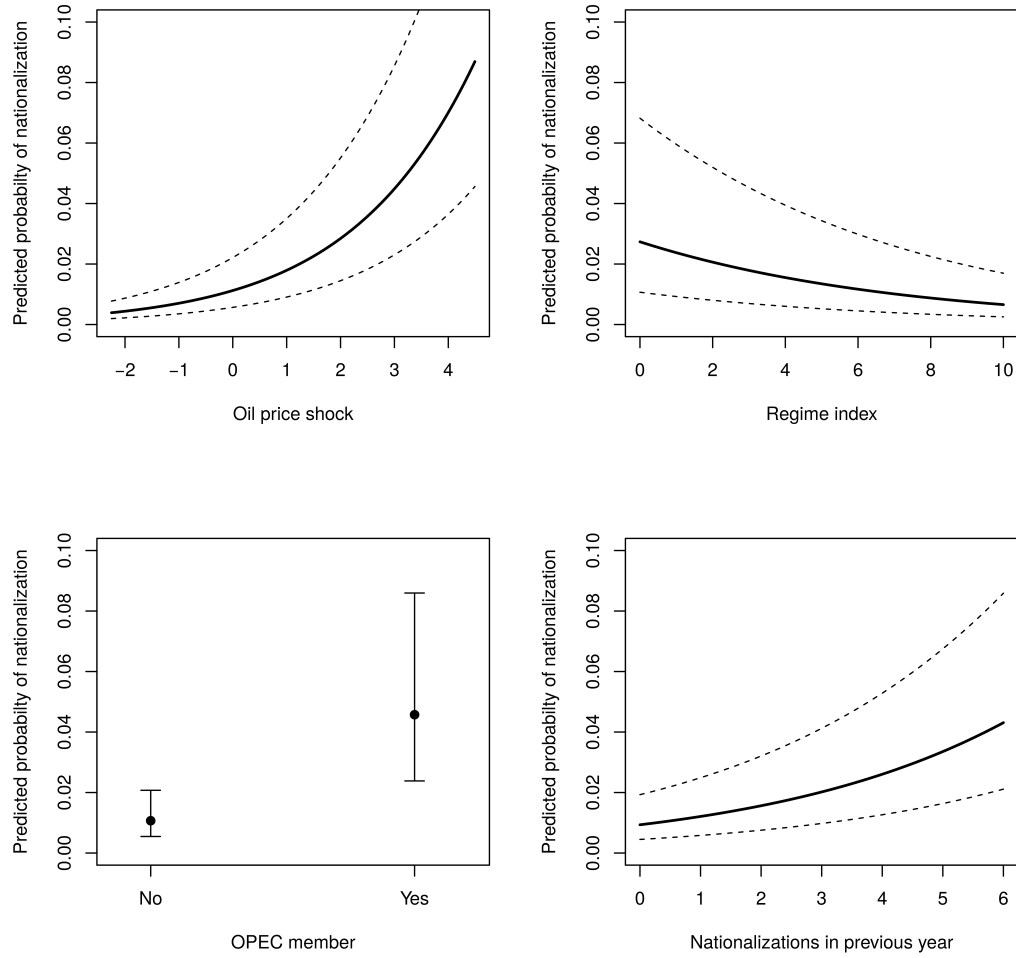 Predicted probabilty of nationalization
0.00 0.02 0.04 0.06 0.08 0.10
−2 −1 0 1 2 3 4
Oil price shock
Predicted probabilty of nationalization
0.00 0.02 0.04 0.06 0.08 0.10
0 2 4 6 8 10
Regime index
Predicted probabilty of nationalization
0.00 0.02 0.04 0.06 0.08 0.10
No Yes
OPEC member
Predicted probabilty of nationalization
0.00 0.02 0.04 0.06 0.08 0.10
0 1 2 3 4 5 6
Nationalizations in previous year